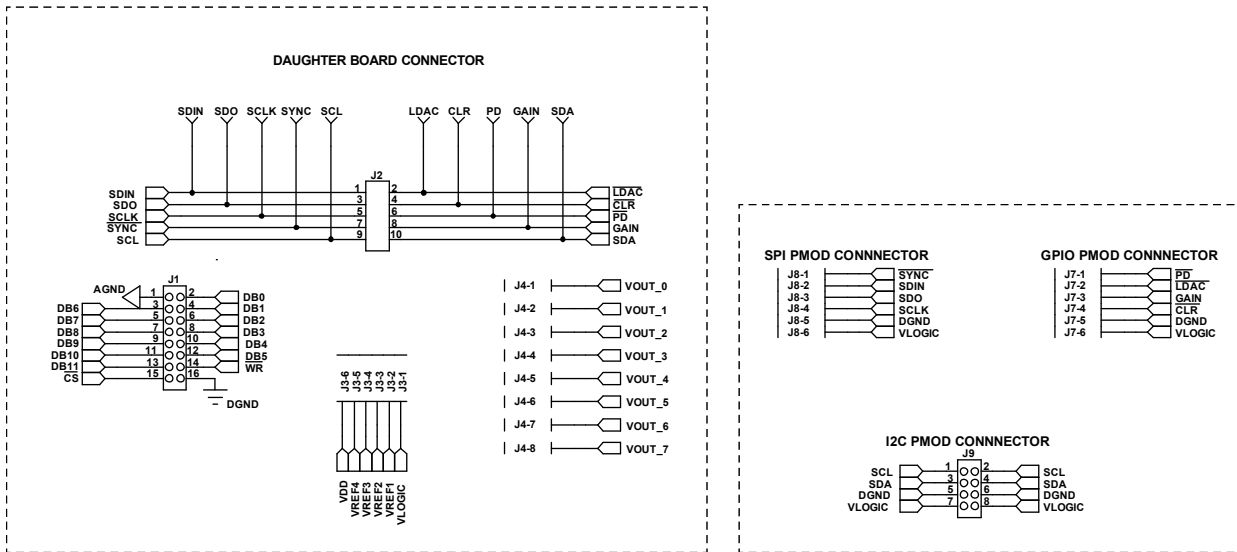 DAUGHTER BOARD CONNECTOR
SDIN SDO SCLK SYNC SCL LDAC CLR PD GAIN SDA
J2
SDIN 1 2 LDAC
SDO 3 4 CLR
SCLK 5 6 PD
SYNC 7 8 GAIN
SCL 9 10 SDA
J1
AGND 1 2 DB0
DB6 3 4 DB1
DB7 5 6 DB2
DB8 7 8 DB3
DB9 9 10 DB4
DB10 11 12 DB5
DB11 13 14 WR
CS 15 16
DGND
J3-6 J3-5 J3-4 J3-3 J3-2 J3-1
VDD VREF4 VREF3 VREF2 VREF1 VLOGIC
J4-1 VOUT_0
J4-2 VOUT_1
J4-3 VOUT_2
J4-4 VOUT_3
J4-5 VOUT_4
J4-6 VOUT_5
J4-7 VOUT_6
J4-8 VOUT_7
SPI PMOD CONNNECTOR
J8-1 SYNC
J8-2 SDIN
J8-3 SDO
J8-4 SCLK
J8-5 DGND
J8-6 VLOGIC
GPIO PMOD CONNNECTOR
J7-1 PD
J7-2 LDAC
J7-3 GAIN
J7-4 CLR
J7-5 DGND
J7-6 VLOGIC
I2C PMOD CONNNECTOR
J9
SCL 1 2 SCL
SDA 3 4 SDA
DGND 5 6 DGND
VLOGIC 7 8 VLOGIC